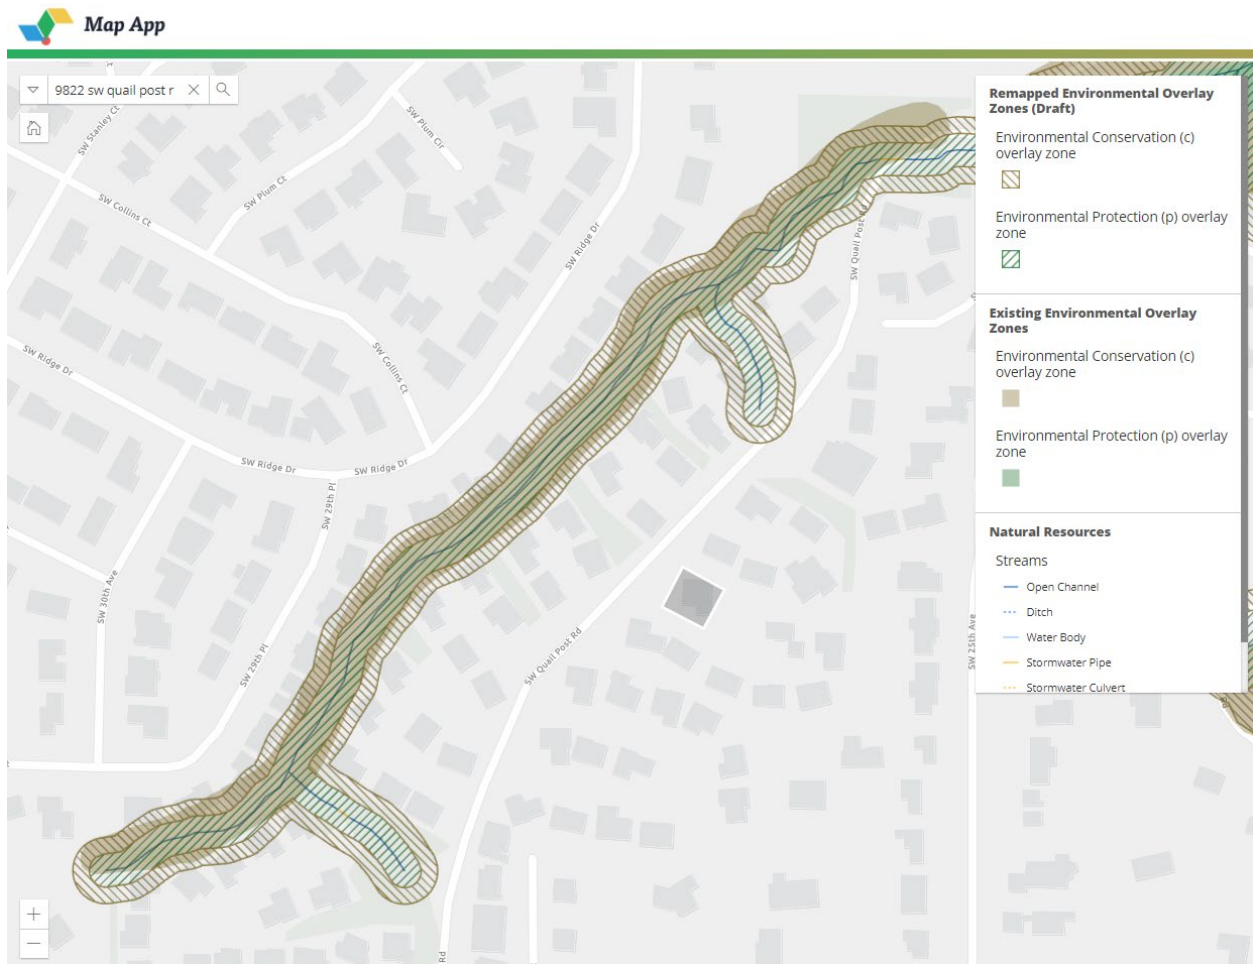 Map App
9822 sw quail post r
Remapped Environmental Overlay
Zones (Draft)
Environmental Conservation (c)
overlay zone
Environmental Protection (p) overlay
zone
Existing Environmental Overlay
Zones
Environmental Conservation (c)
overlay zone
Environmental Protection (p) overlay
zone
Natural Resources
Streams
Open Channel
Ditch
Water Body
Stormwater Pipe
Stormwater Culvert
SW Stanley Ct
SW Plum Cir
SW Plum Ct
SW Collins Ct
SW Ridge Dr
SW Quail Post Rd
SW Ridge Dr
SW Collins Ct
SW Ridge Dr
SW Ridge Dr
SW 29th Pl
SW 30th Ave
SW 29th Pl
SW Quail Post Rd
SW 25th Ave
Rd
+
−